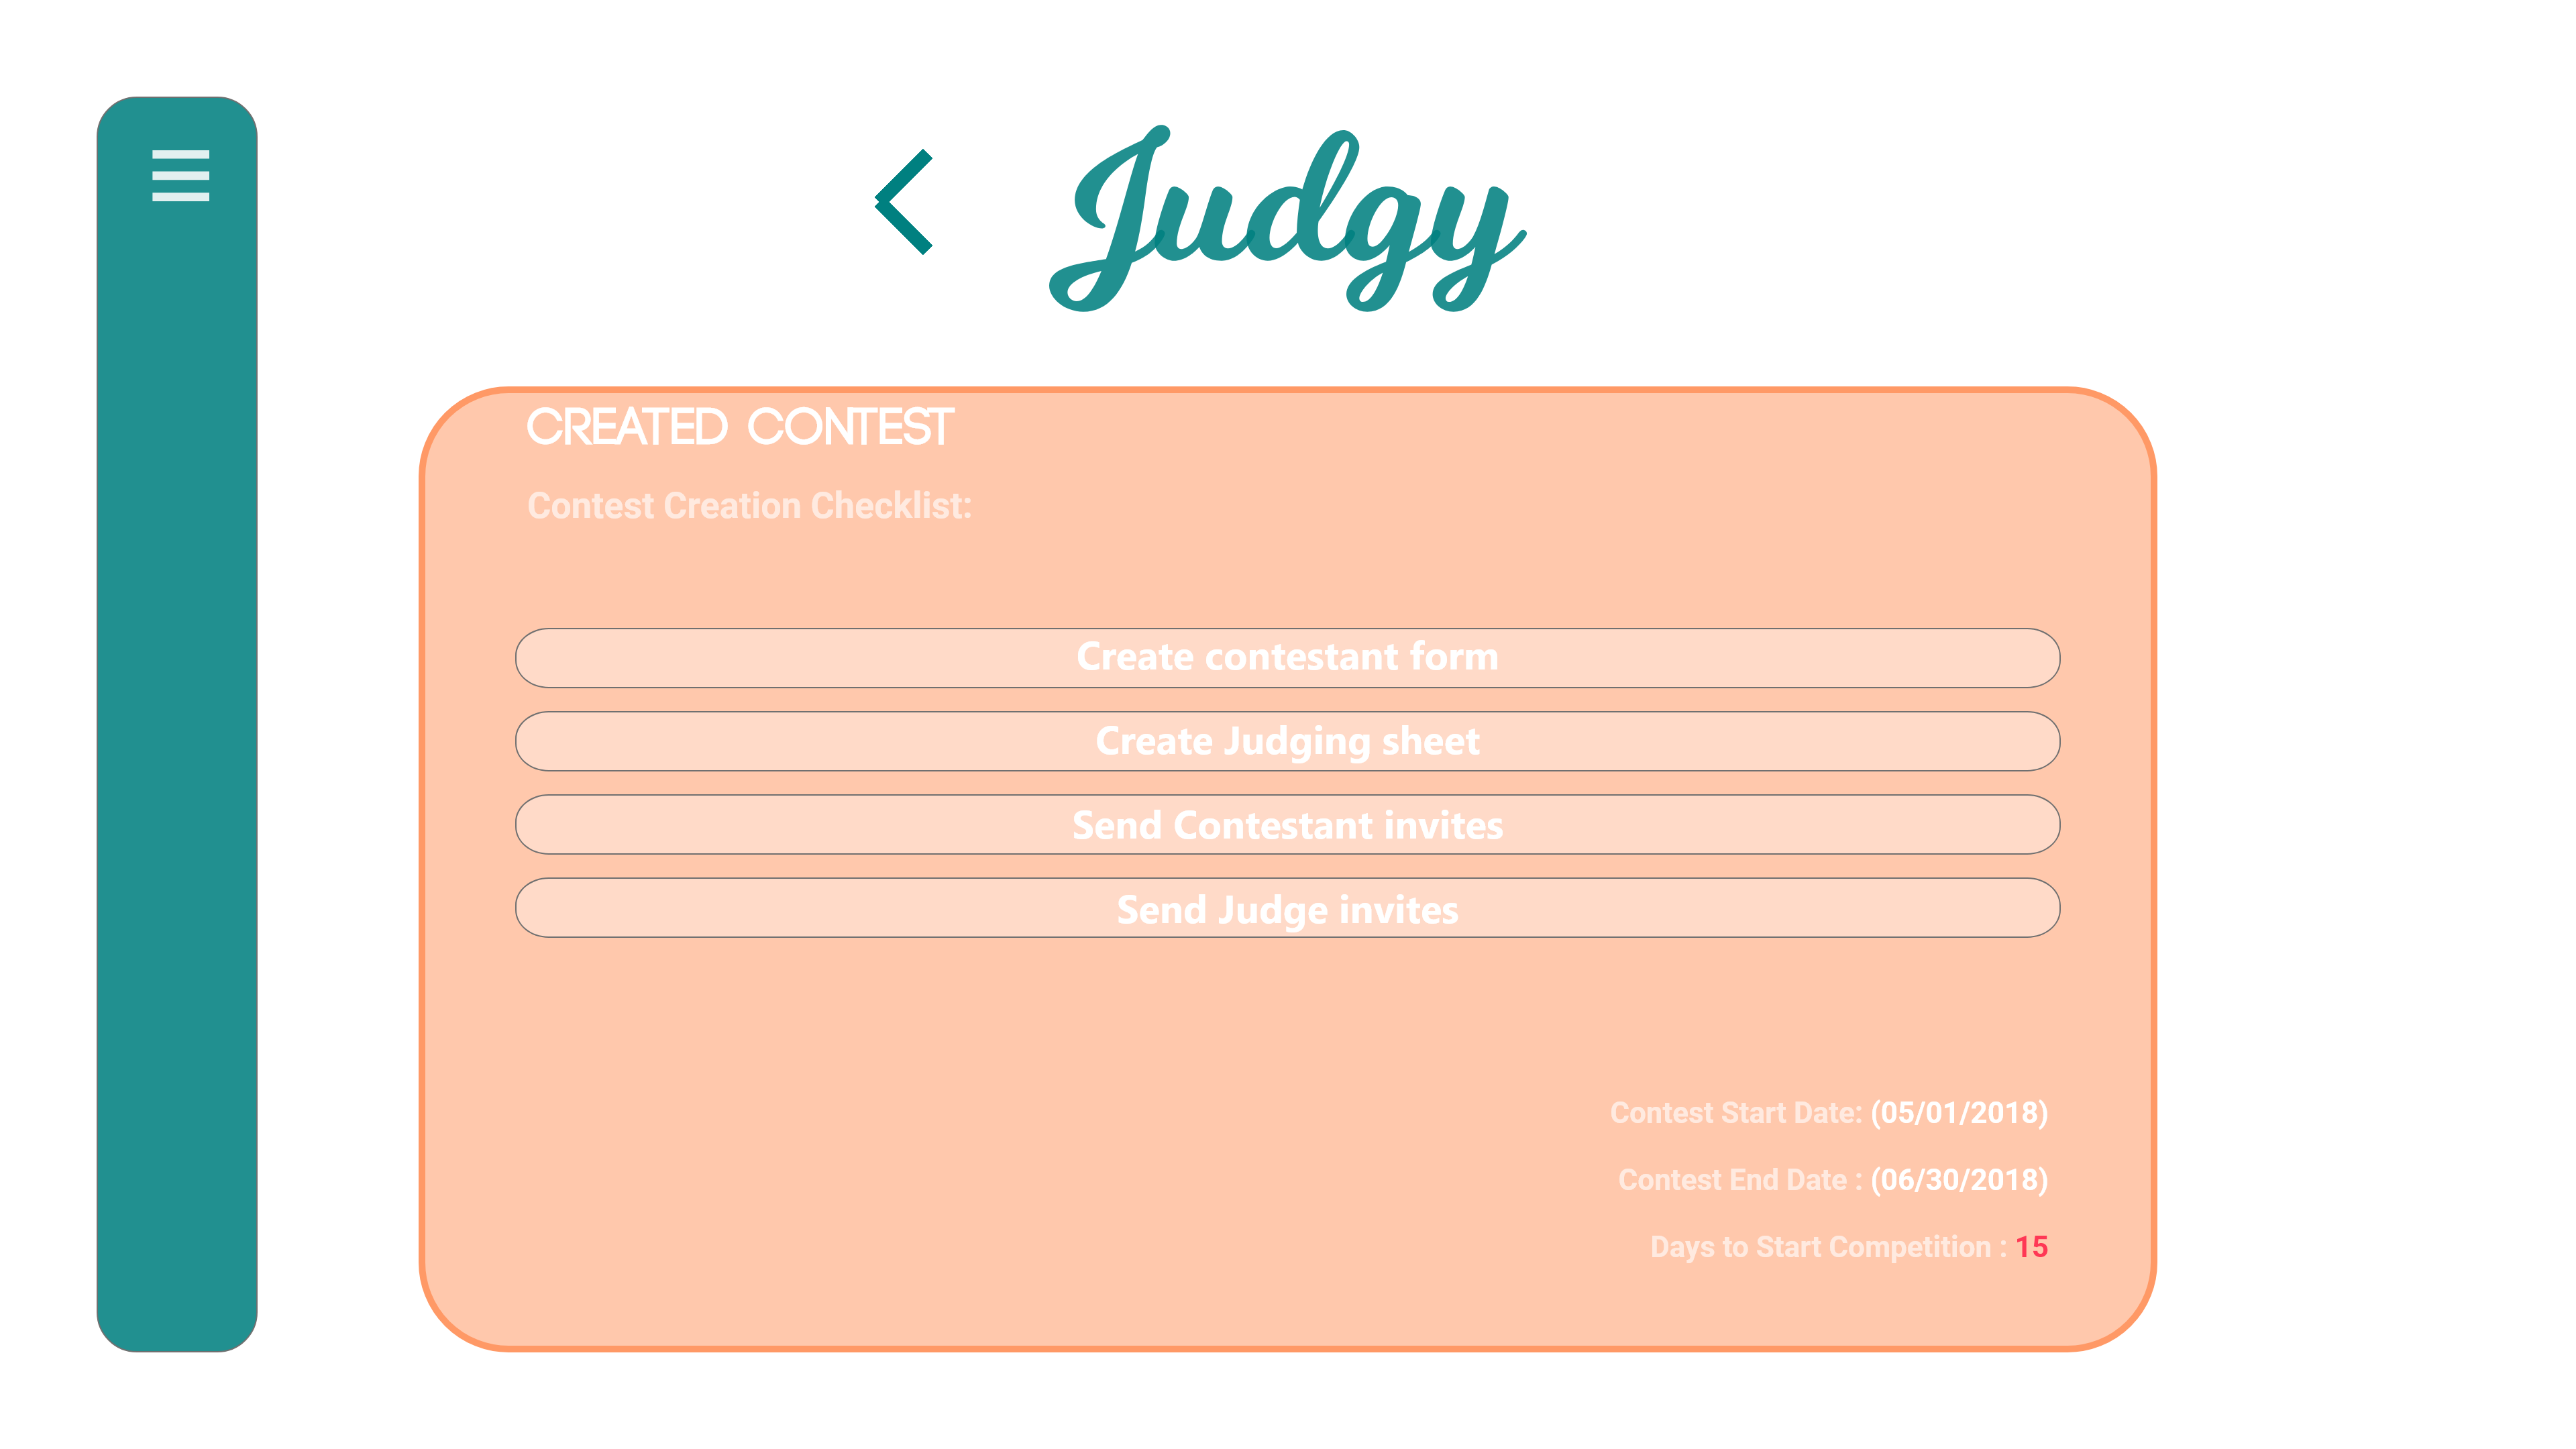 Judgy
CREATED CONTEST
Contest Creation Checklist:
Create contestant form
Create Judging sheet
Send Contestant invites
Send Judge invites
Contest Start Date: (05/01/2018)
Contest End Date : (06/30/2018)
Days to Start Competition : 15